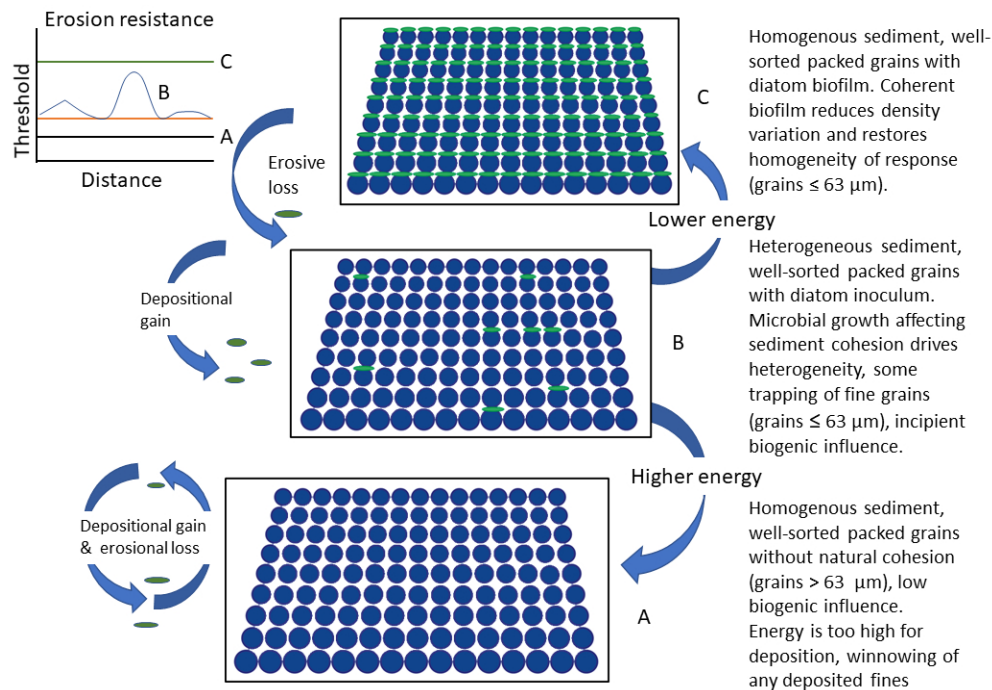 Erosion resistance
Threshold
C
B
A
Distance
Erosive
loss
C
Homogenous sediment, well-
sorted packed grains with
diatom biofilm. Coherent
biofilm reduces density
variation and restores
homogeneity of response
(grains ≤ 63 µm).
Lower energy
Depositional
gain
B
Heterogeneous sediment,
well-sorted packed grains
with diatom inoculum.
Microbial growth affecting
sediment cohesion drives
heterogeneity, some
trapping of fine grains
(grains ≤ 63 µm), incipient
biogenic influence.
Higher energy
Depositional gain
& erosional loss
A
Homogenous sediment,
well-sorted packed grains
without natural cohesion
(grains > 63 µm), low
biogenic influence.
Energy is too high for
deposition, winnowing of
any deposited fines